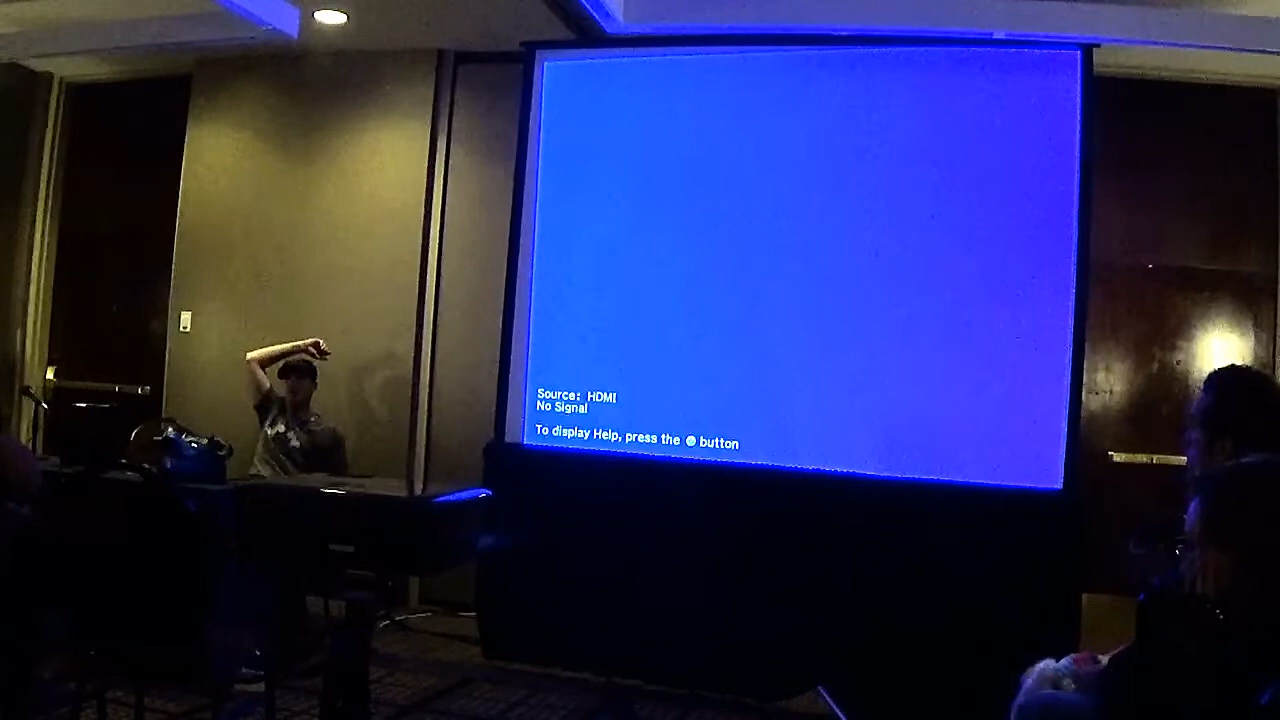 Source: HDMI
No Signal
To display Help, press the button